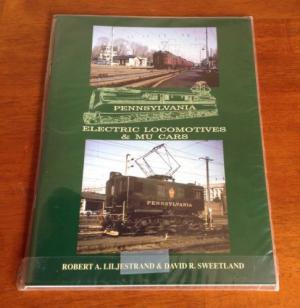 PENNSYLVANIA
ELECTRIC LOCOMOTIVES
& MU CARS
PENNSYLVANIA
ROBERT A. LILJESTRAND & DAVID R. SWEETLAND